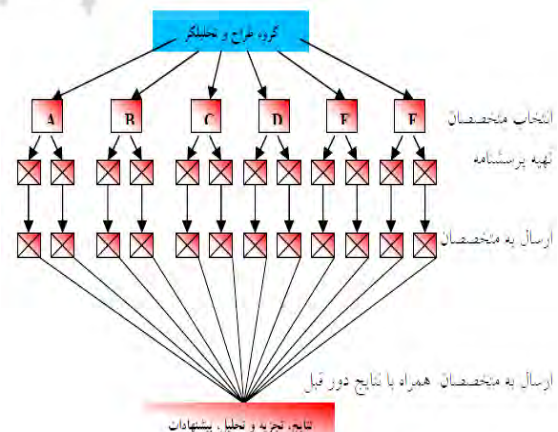 گروه طراح و تحلیلگر
A B C D E F
انتخاب متخصصان
تهیه پرسشنامه
ارسال به متخصصان
ارسال به متخصصان همراه با نتایج دور قبل
نتایج، تجزیه و تحلیل، پیشنهادات